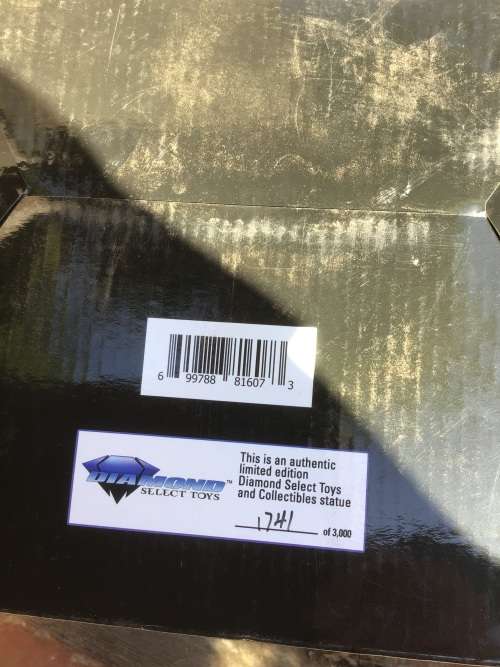 6 99788 81607 3
This is an authentic
limited edition
DIAMOND™ Diamond Select Toys
SELECT TOYS and Collectibles statue
1741 of 3,000